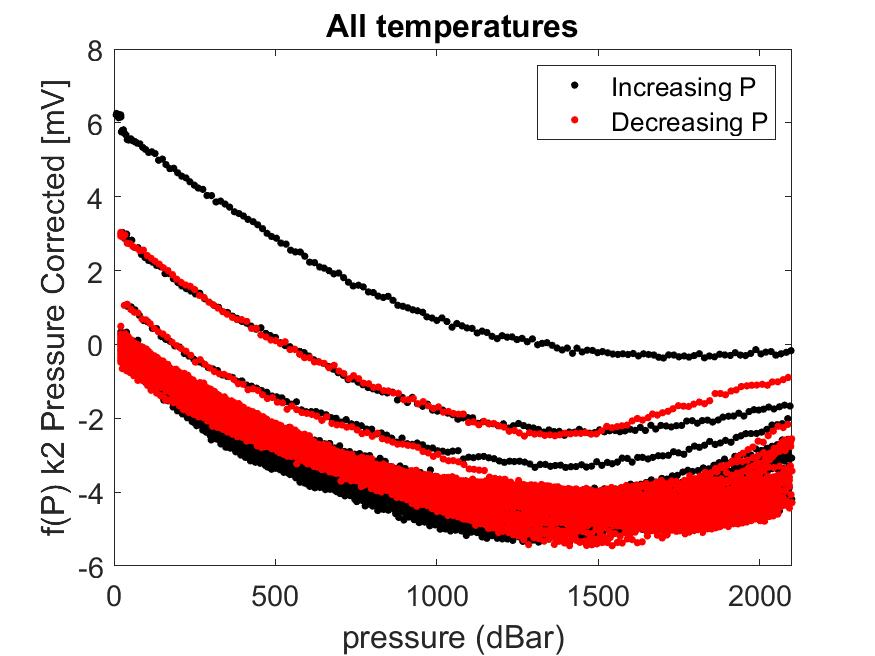 All temperatures
f(P) k2 Pressure Corrected [mV]
8
6
4
2
0
-2
-4
-6
Increasing P
Decreasing P
0 500 1000 1500 2000
pressure (dBar)